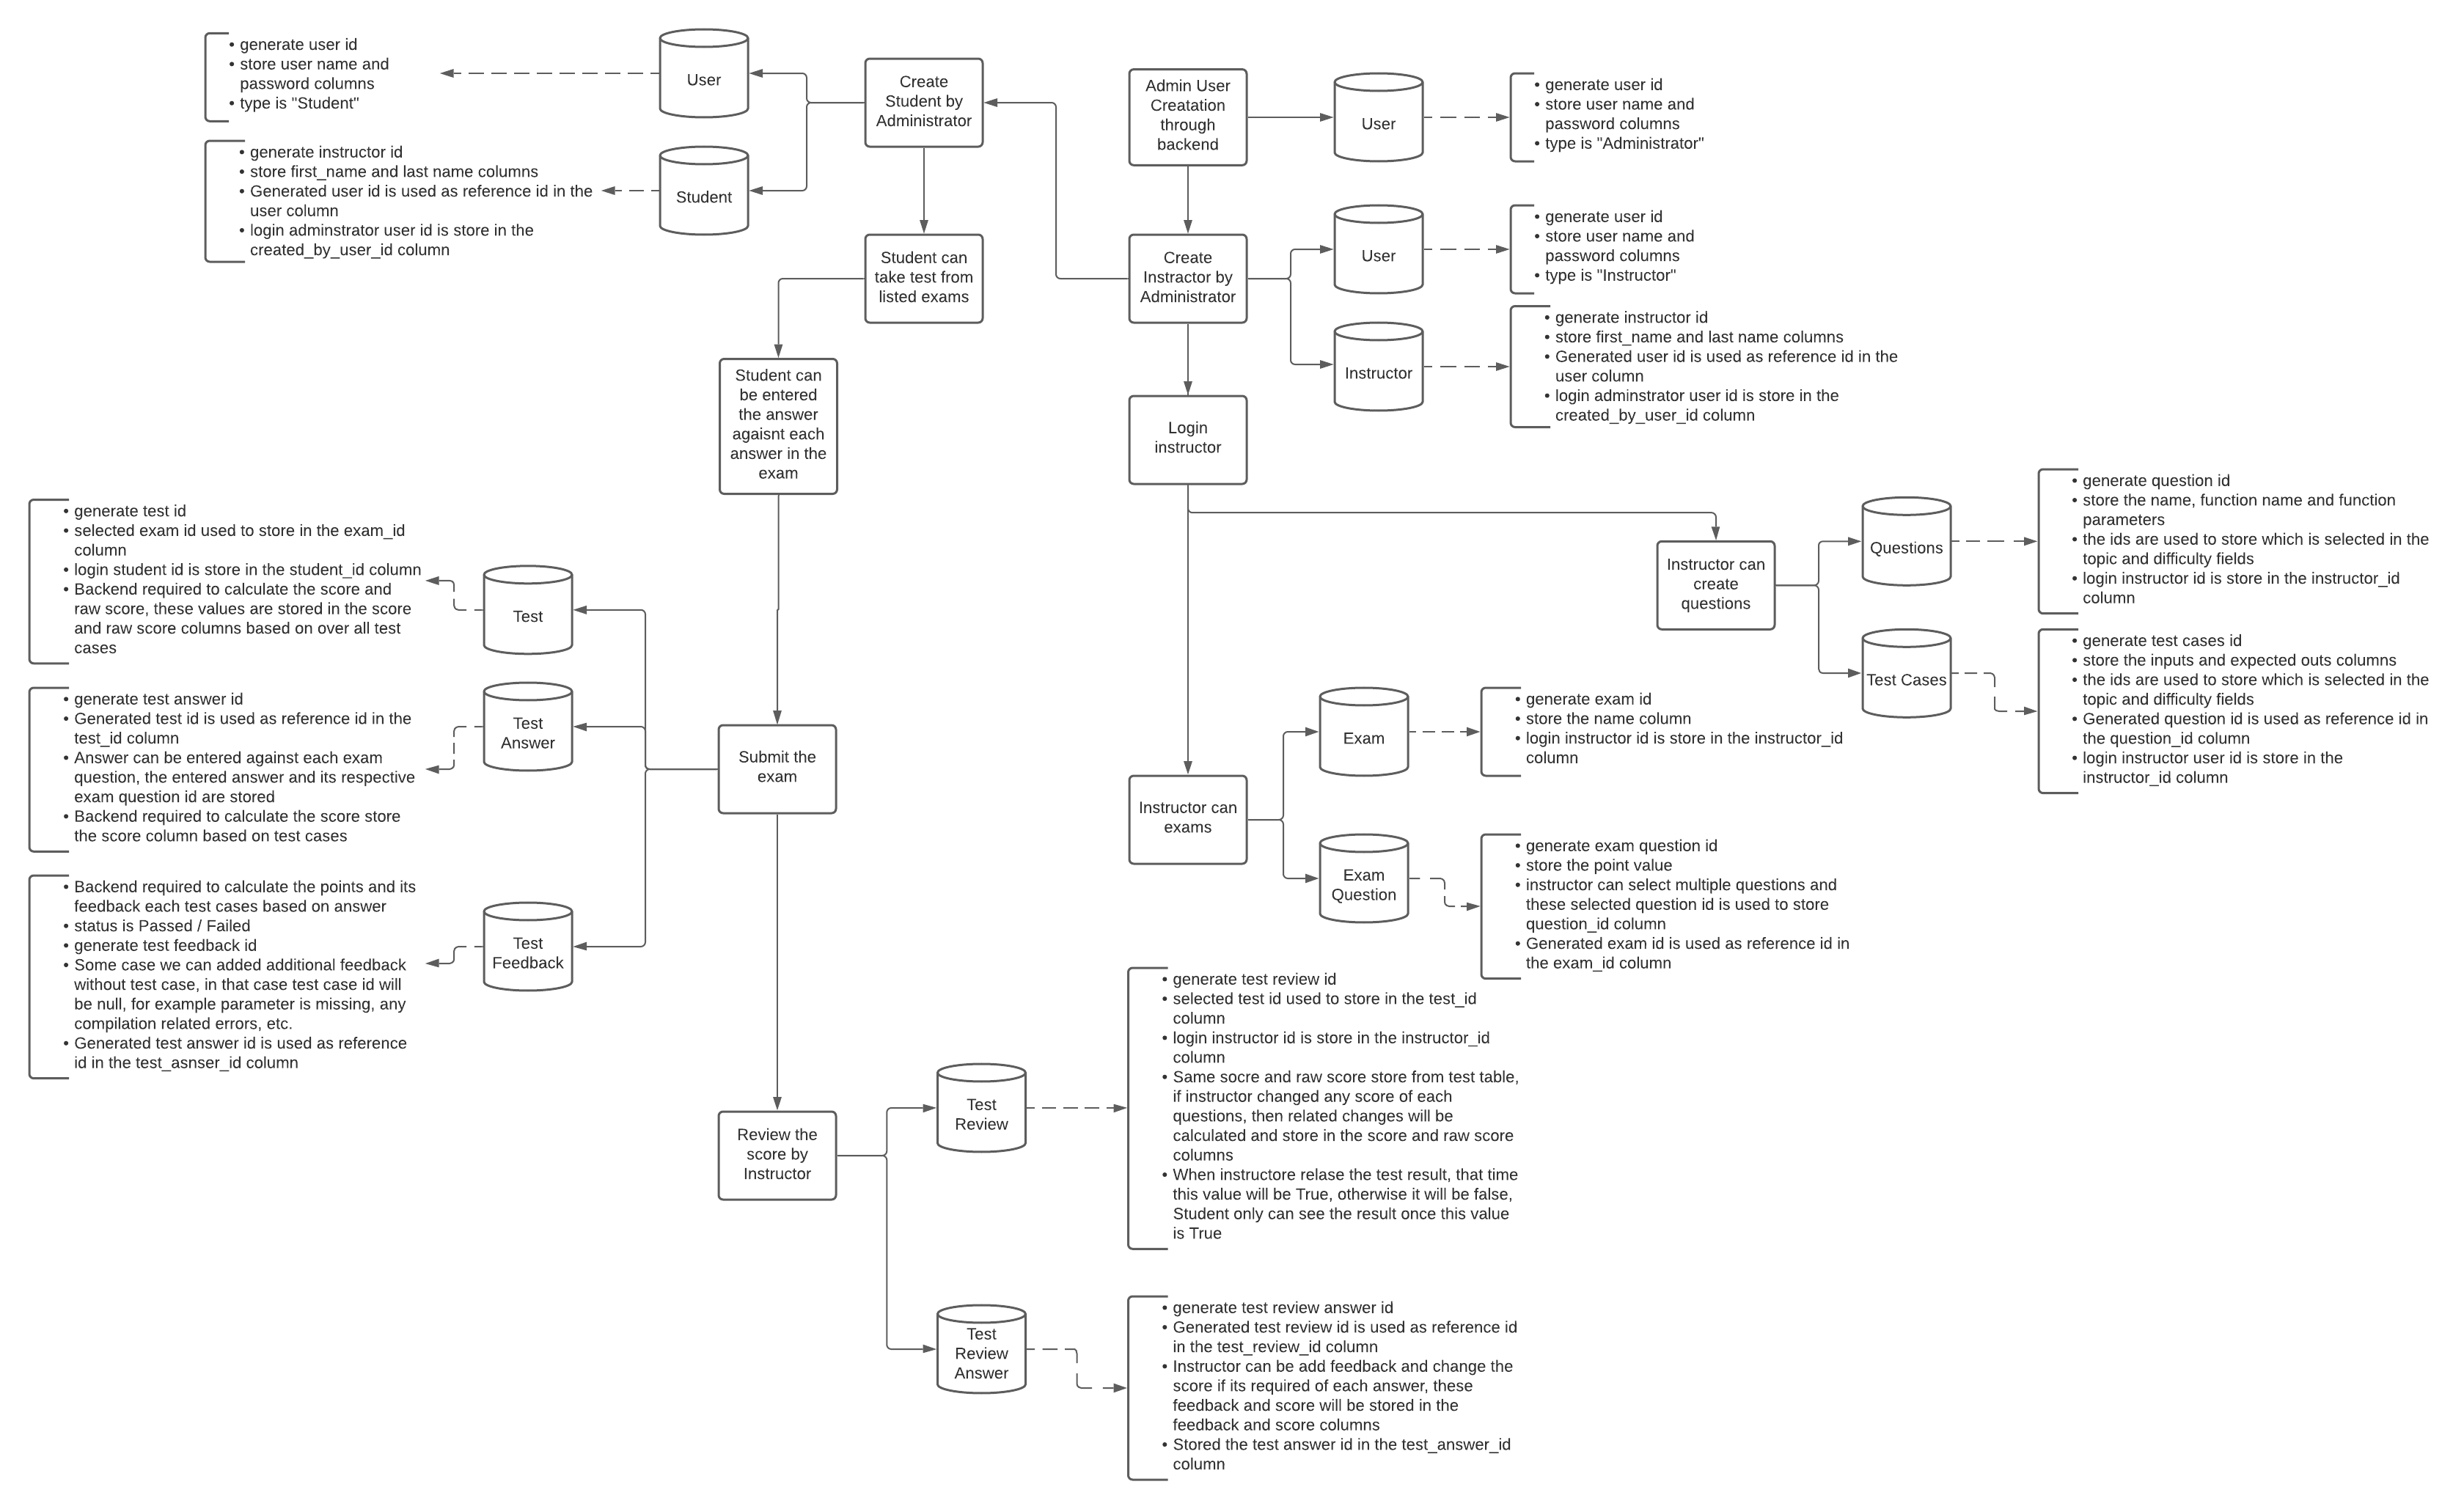 • generate user id
• store user name and
password columns
• type is "Student"
User
Create
Student by
Administrator
Admin User
Creatation
through
backend
User
• generate user id
• store user name and
password columns
• type is "Administrator"
• generate instructor id
• store first_name and last name columns
• Generated user id is used as reference id in the
user column
• login adminstrator user id is store in the
created_by_user_id column
Student
Student can
take test from
listed exams
Create
Instractor by
Administrator
User
• generate user id
• store user name and
password columns
• type is "Instructor"
Instructor
• generate instructor id
• store first_name and last name columns
• Generated user id is used as reference id in the
user column
• login adminstrator user id is store in the
created_by_user_id column
Student can
be entered
the answer
agaisnt each
answer in the
exam
Login
instructor
Instructor can
create
questions
Questions
• generate question id
• store the name, function name and function
parameters
• the ids are used to store which is selected in the
topic and difficulty fields
• login instructor id is store in the instructor_id
column
Test Cases
• generate test cases id
• store the inputs and expected outs columns
• the ids are used to store which is selected in the
topic and difficulty fields
• Generated question id is used as reference id in
the question_id column
• login instructor user id is store in the
instructor_id column
• generate test id
• selected exam id used to store in the exam_id
column
• login student id is store in the student_id column
• Backend required to calculate the score and
raw score, these values are stored in the score
and raw score columns based on over all test
cases
Test
• generate test answer id
• Generated test id is used as reference id in the
test_id column
• Answer can be entered against each exam
question, the entered answer and its respective
exam question id are stored
• Backend required to calculate the score store
the score column based on test cases
Test
Answer
Submit the
exam
Instructor can
exams
Exam
• generate exam id
• store the name column
• login instructor id is store in the instructor_id
column
Exam
Question
• generate exam question id
• store the point value
• instructor can select multiple questions and
these selected question id is used to store
question_id column
• Generated exam id is used as reference id in
the exam_id column
• Backend required to calculate the points and its
feedback each test cases based on answer
• status is Passed / Failed
• generate test feedback id
• Some case we can added additional feedback
without test case, in that case test case id will
be null, for example parameter is missing, any
compilation related errors, etc.
• Generated test answer id is used as reference
id in the test_asnser_id column
Test
Feedback
Review the
score by
Instructor
Test
Review
• generate test review id
• selected test id used to store in the test_id
column
• login instructor id is store in the instructor_id
column
• Same socre and raw score store from test table,
if instructor changed any score of each
questions, then related changes will be
calculated and store in the score and raw score
columns
• When instructore relase the test result, that time
this value will be True, otherwise it will be false,
Student only can see the result once this value
is True
Test
Review
Answer
• generate test review answer id
• Generated test review id is used as reference id
in the test_review_id column
• Instructor can be add feedback and change the
score if its required of each answer, these
feedback and score will be stored in the
feedback and score columns
• Stored the test answer id in the test_answer_id
column